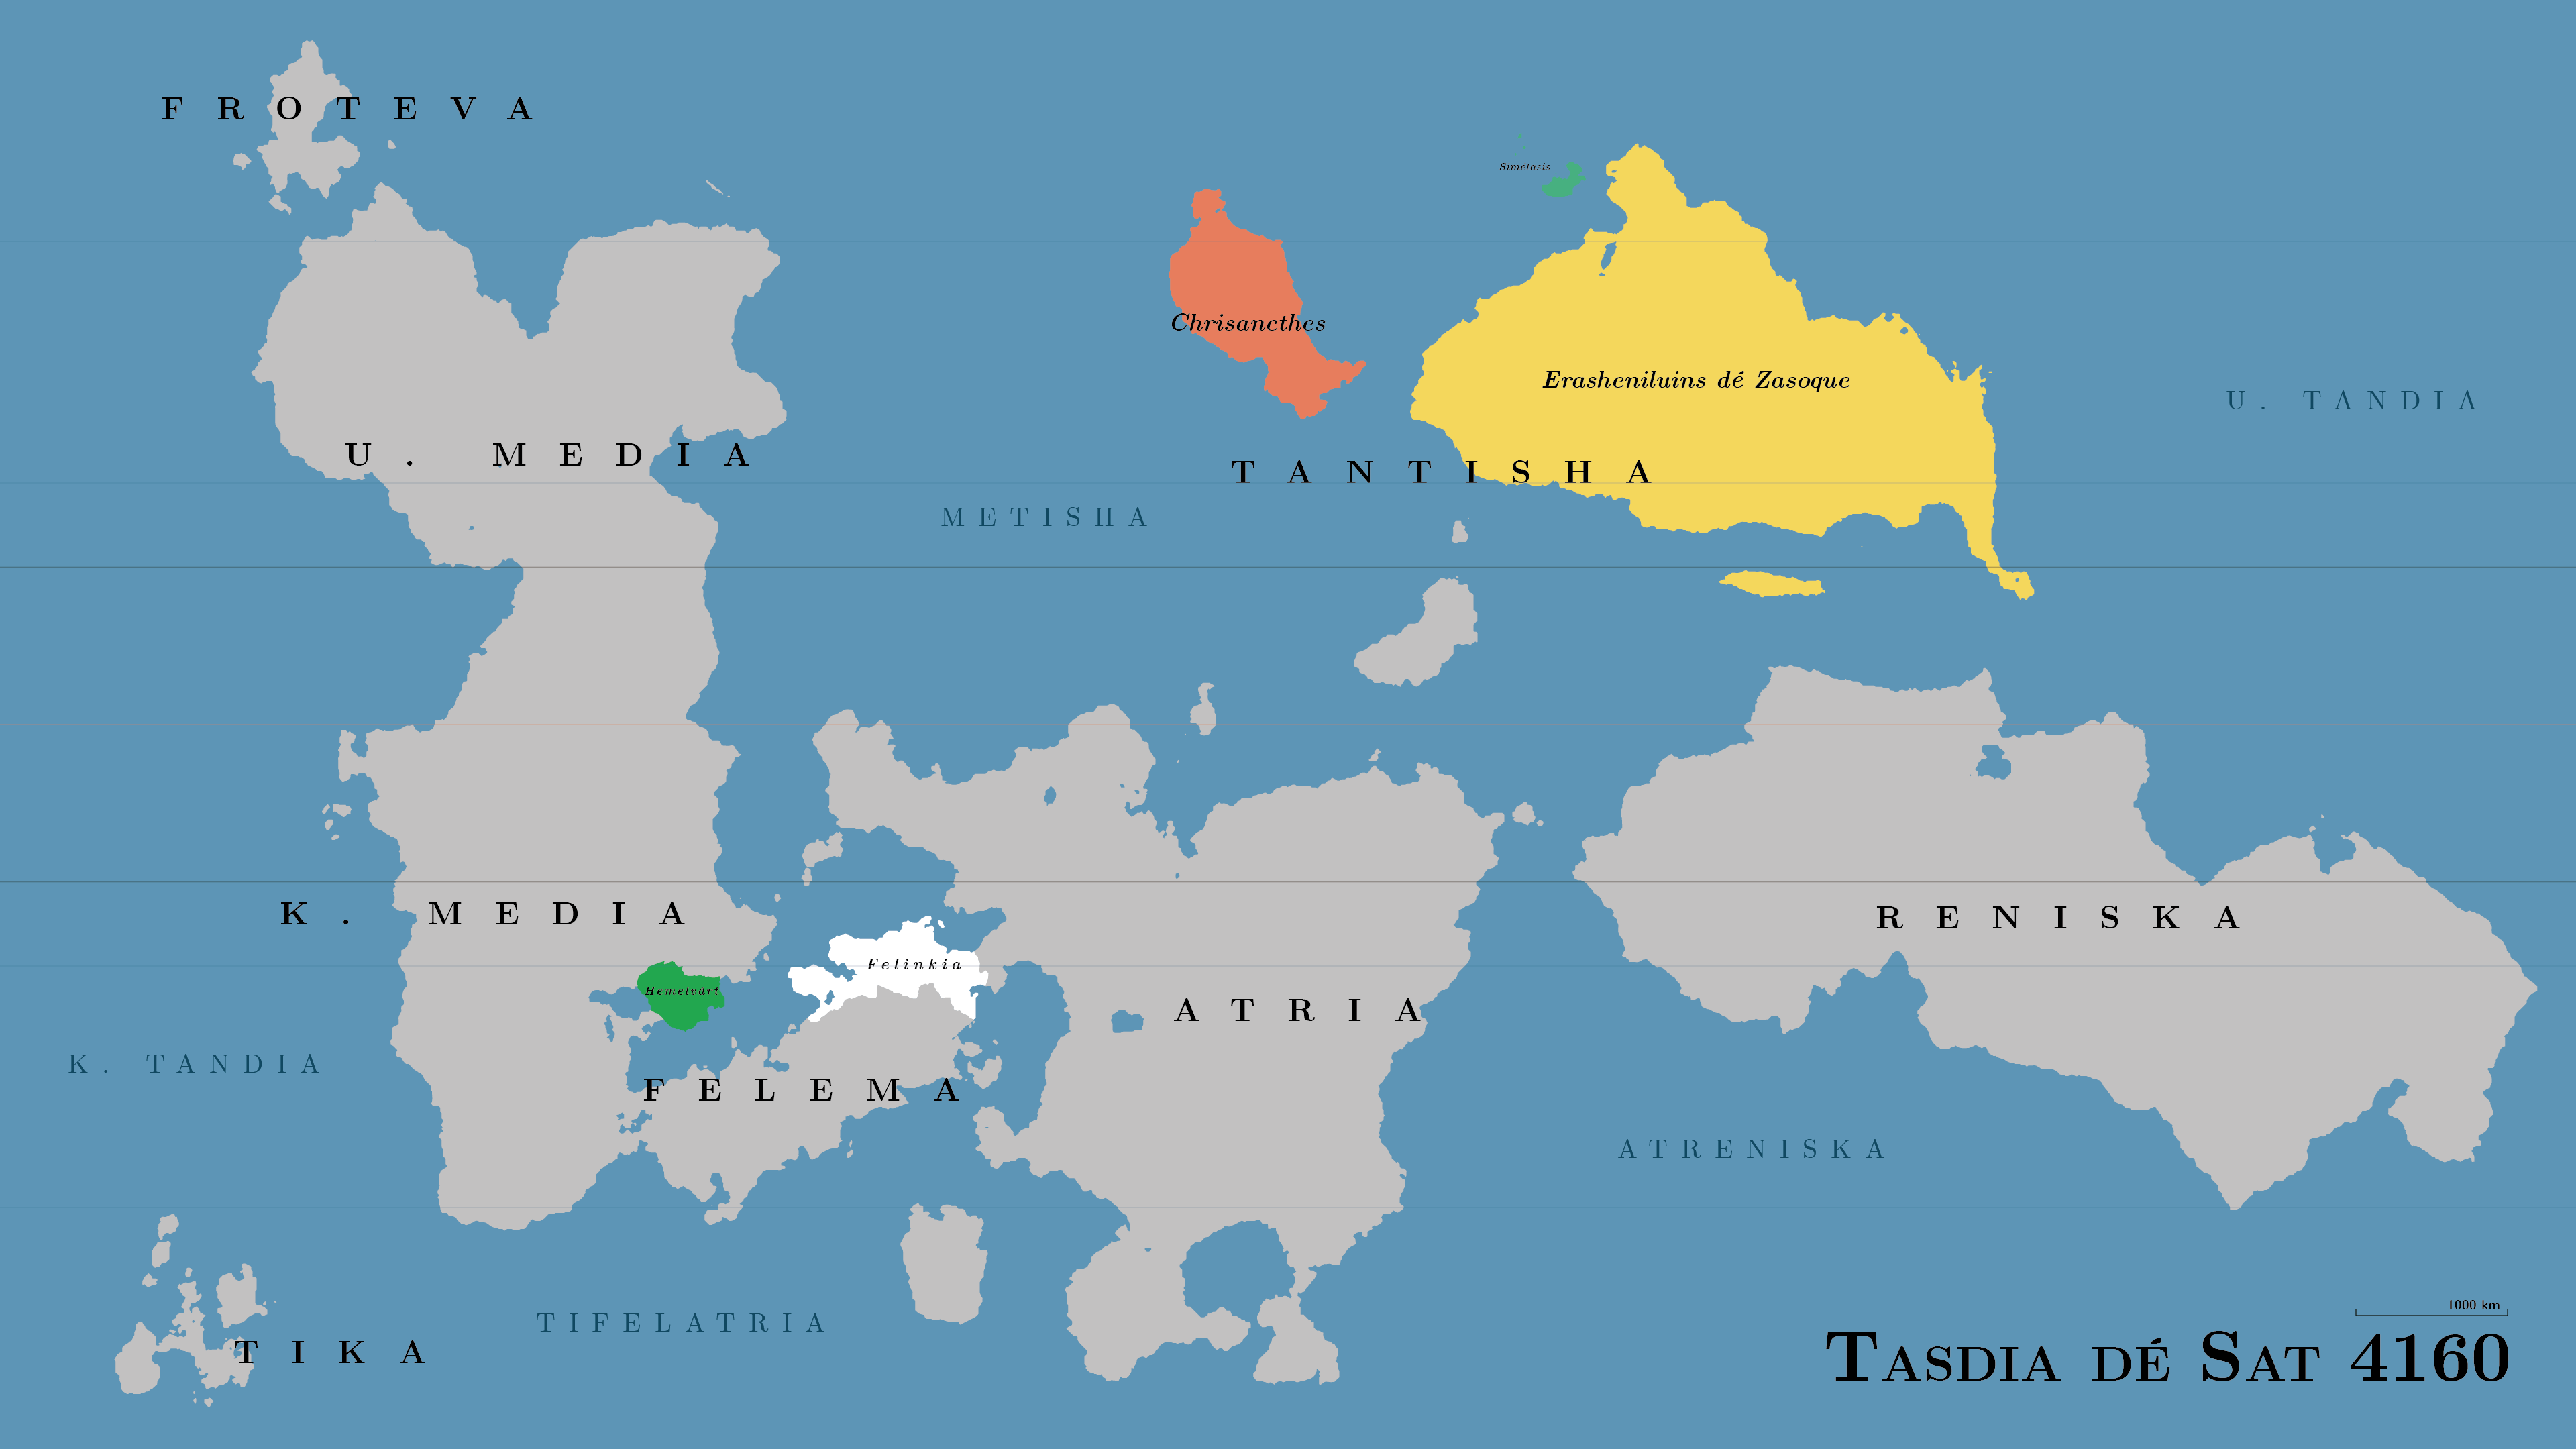 FROTEVA
Simétasis
Chrisancthes
Erasheniluins dé Zasoque
U. TANDIA
U. MEDIA
TANTISHA
METISHA
K. MEDIA
RENISKA
Felinkia
Hemelvart
ATRIA
K. TANDIA
FELEMA
ATRENISKA
TIFELATRIA
TIKA
1000 km
TASDIA DÉ SAT 4160